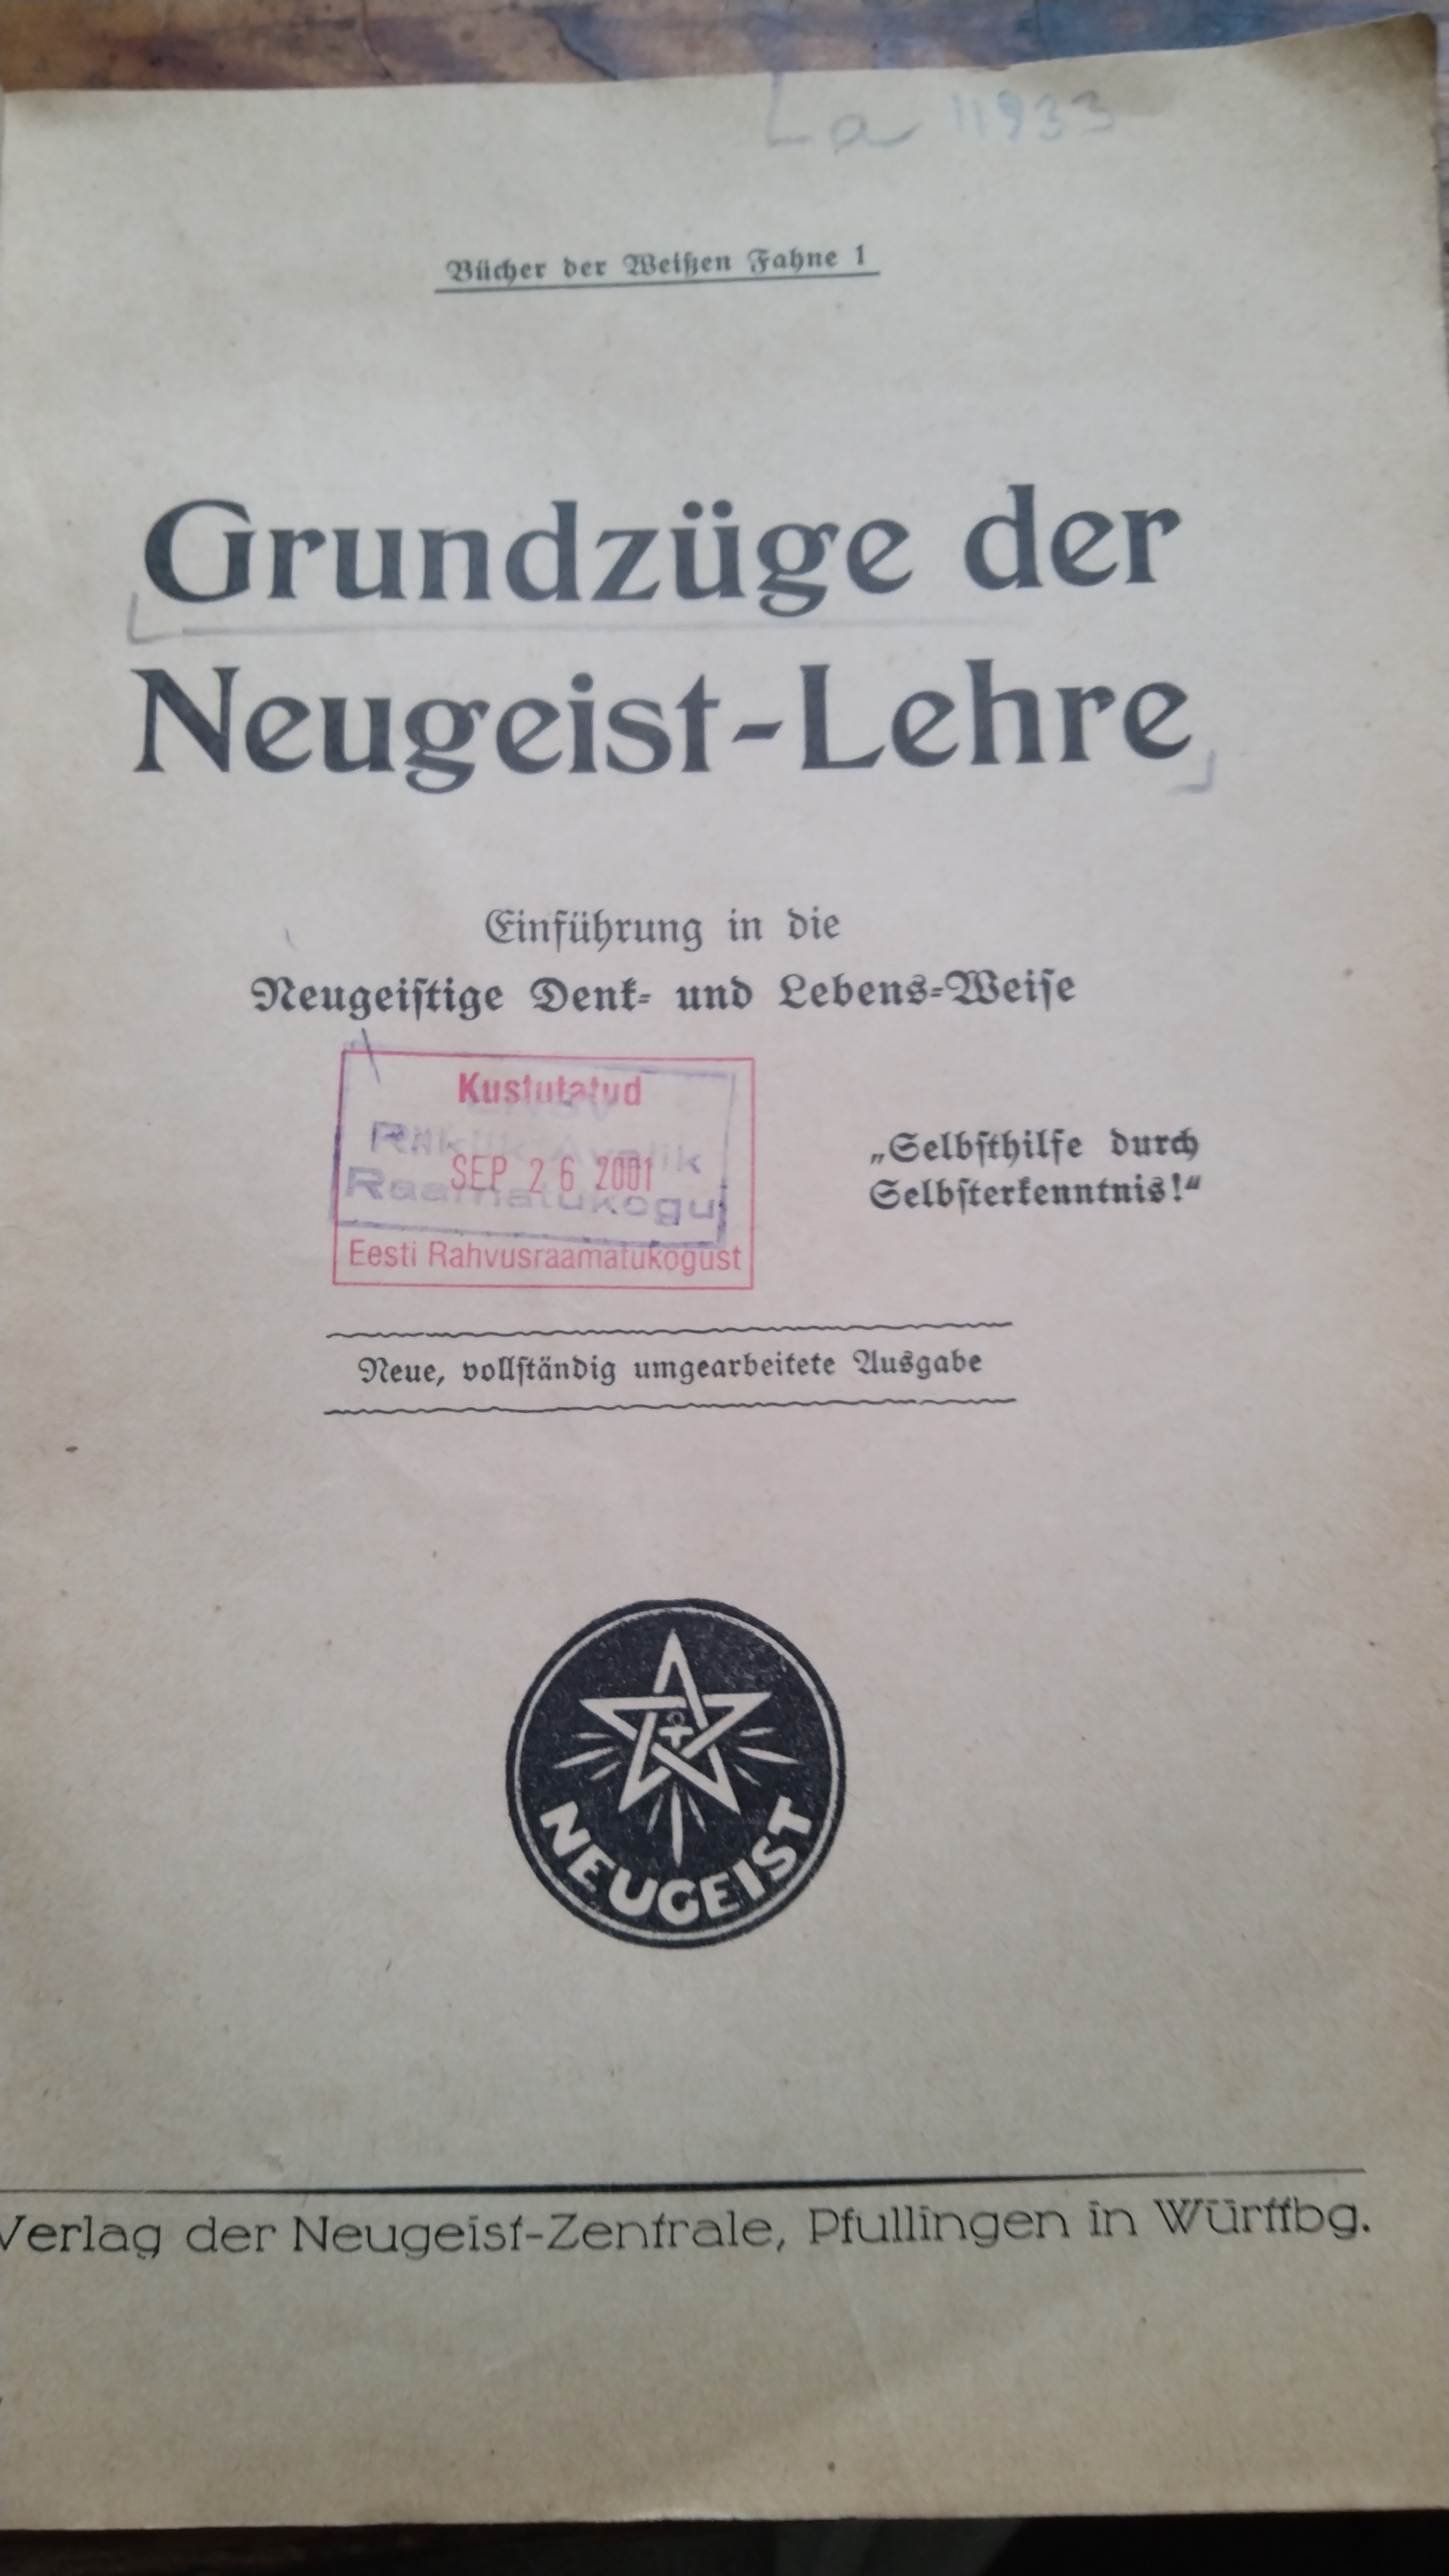 La 11933
Bücher der Weißen Fahne 1
Grundzüge der
Neugeist-Lehre
Einführung in die
Neugeiſtige Denk- und Lebens-Weiſe
Kustutatud
Riiklik Avalik
SEP 26 2001
Raamatukogu
Eesti Rahvusraamatukogust
„Selbſthilfe durch
Selbſterkenntnis!“
Neue, vollſtändig umgearbeitete Ausgabe
NEUGEIST
Verlag der Neugeist-Zentrale, Pfullingen in Württbg.